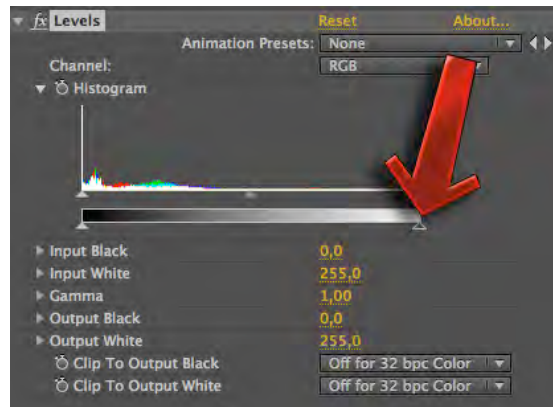 fx Levels Reset About...
Animation Presets: None
Channel: RGB
Histogram
Input Black 0,0
Input White 255,0
Gamma 1,00
Output Black 0,0
Output White 255,0
Clip To Output Black Off for 32 bpc Color
Clip To Output White Off for 32 bpc Color